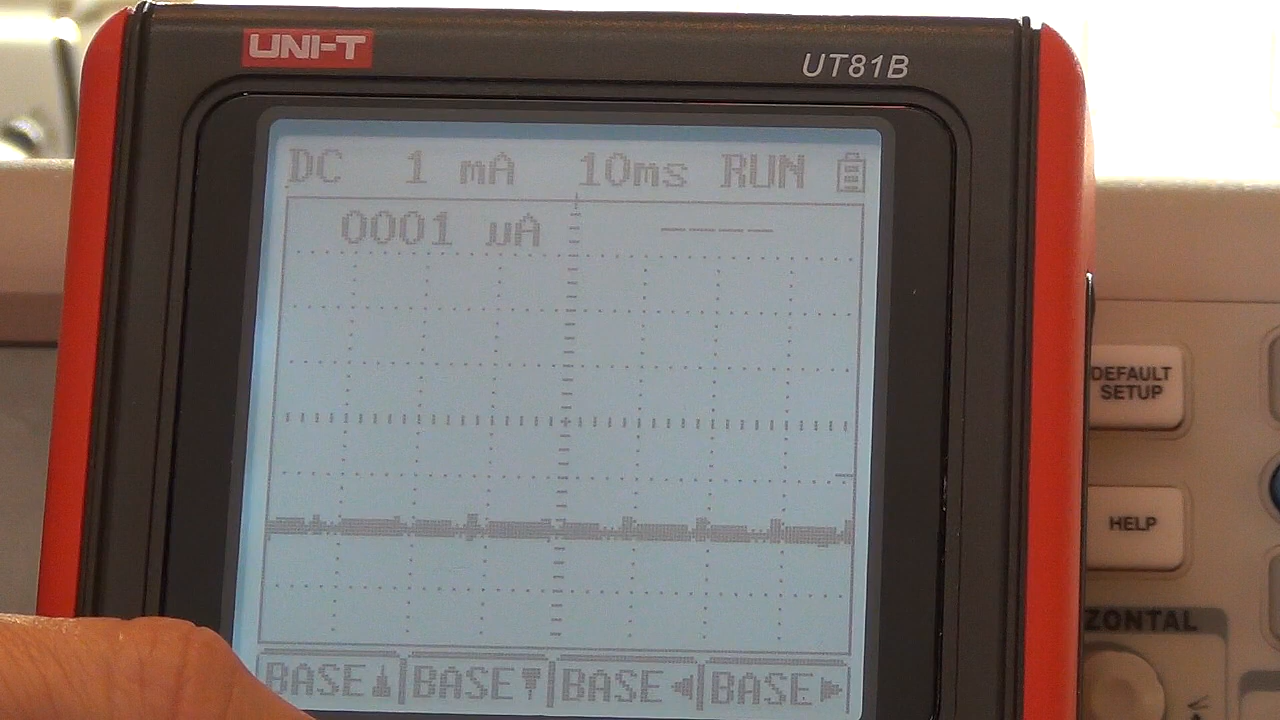 UNI-T
UT81B
DC 1 mA 10ms RUN
0001 µA ----
BASE BASE BASE BASE
DEFAULT
SETUP
HELP
ZONTAL